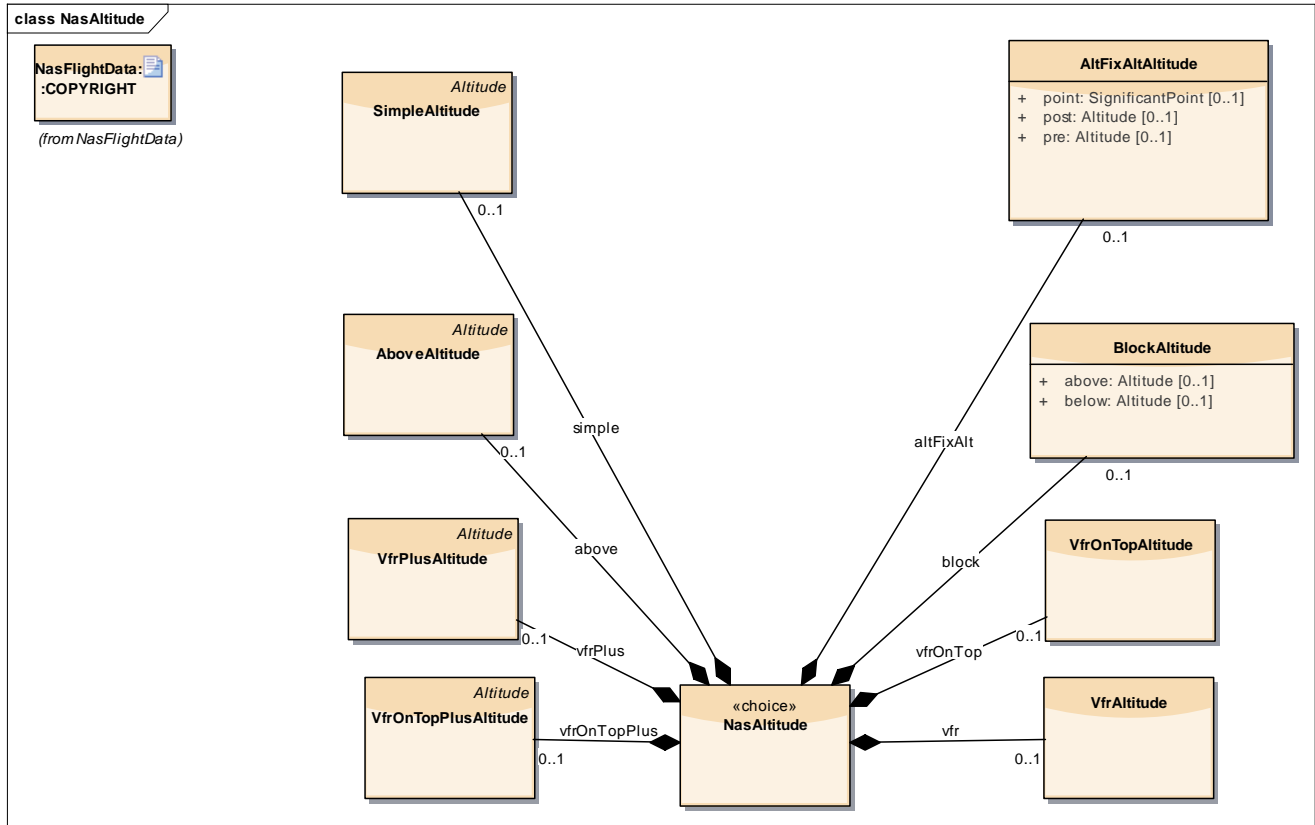 class NasAltitude
NasFlightData:
:COPYRIGHT
(from NasFlightData)
Altitude
SimpleAltitude
0..1
AltFixAltAltitude
+ point: SignificantPoint [0..1]
+ post: Altitude [0..1]
+ pre: Altitude [0..1]
0..1
Altitude
AboveAltitude
0..1
BlockAltitude
+ above: Altitude [0..1]
+ below: Altitude [0..1]
0..1
simple
altFixAlt
above
block
Altitude
VfrPlusAltitude
0..1
vfrPlus
VfrOnTopAltitude
0..1
vfrOnTop
Altitude
VfrOnTopPlusAltitude
vfrOnTopPlus
0..1
«choice»
NasAltitude
vfr
0..1
VfrAltitude